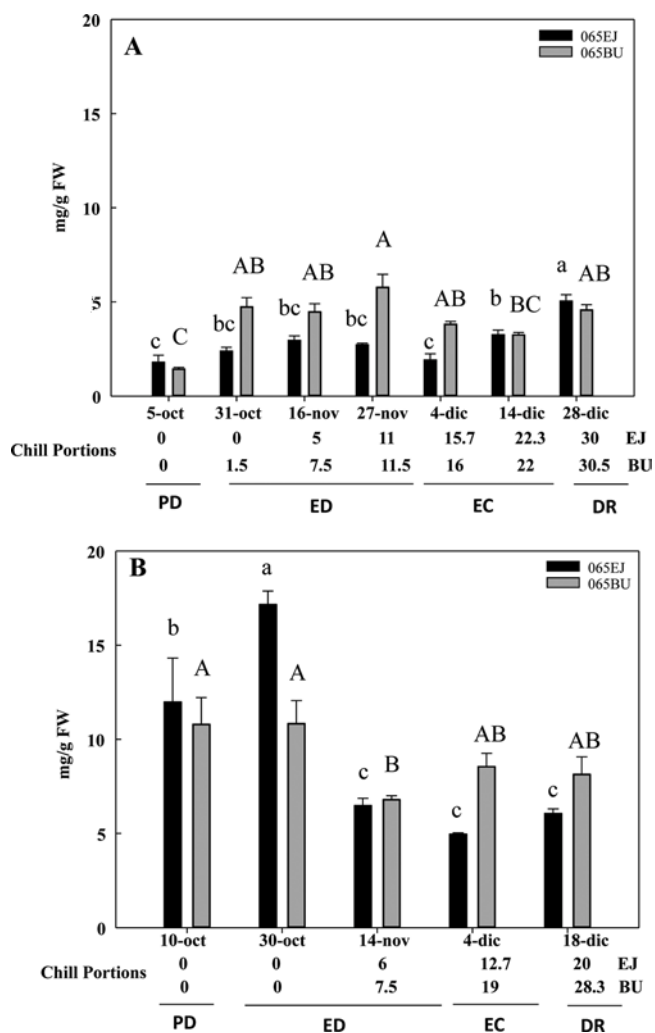 20
A
065EJ
065BU
15
mg/g FW
10
5
0
c C bc AB bc AB bc A c AB b BC a AB
5-oct 31-oct 16-nov 27-nov 4-dic 14-dic 28-dic
Chill Portions
0 0 5 11 15.7 22.3 30 EJ
0 1.5 7.5 11.5 16 22 30.5 BU
PD ED EC DR
20
B
065EJ
065BU
15
mg/g FW
10
5
0
b A a A c B c AB c AB
10-oct 30-oct 14-nov 4-dic 18-dic
Chill Portions
0 0 6 12.7 20 EJ
0 0 7.5 19 28.3 BU
PD ED EC DR